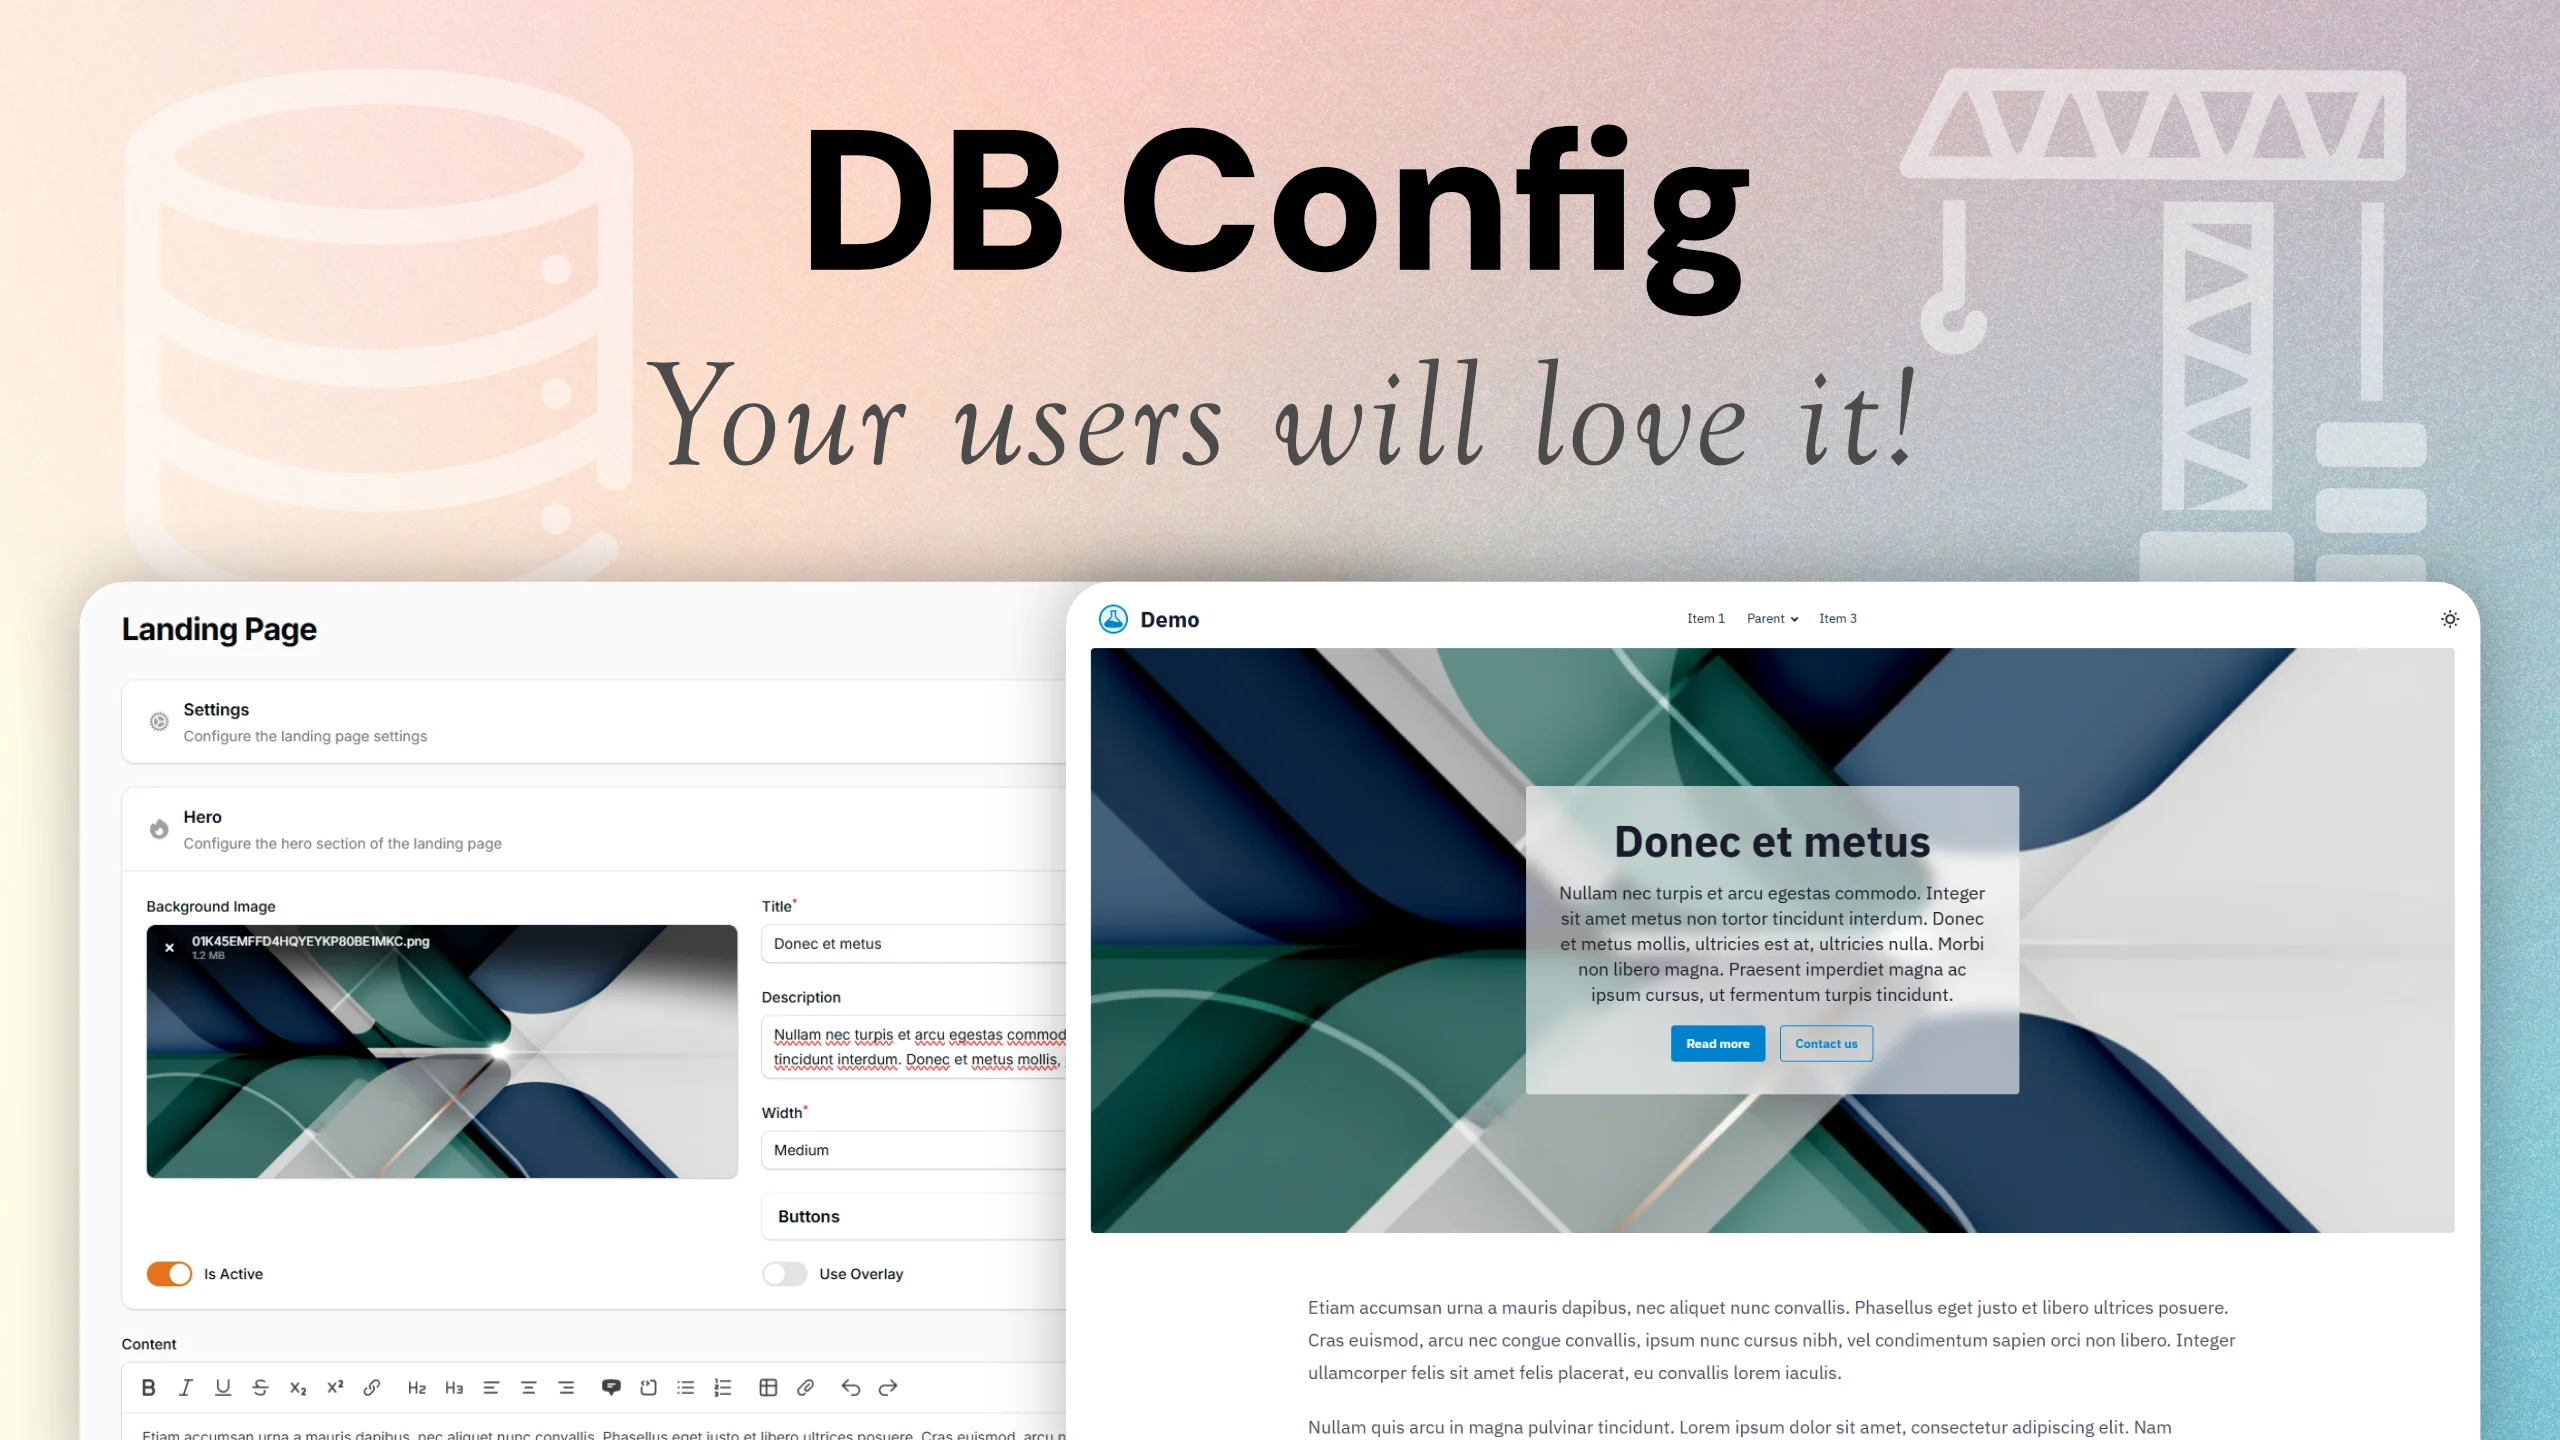 DB Config
Your users will love it!
Landing Page
Settings
Configure the landing page settings
Hero
Configure the hero section of the landing page
Background Image
01K45EMFFD4HQYEYKP80BE1MKC.png
1.2 MB
Is Active
Title*
Donec et metus
Description
Nullam nec turpis et arcu egestas commod
tincidunt interdum. Donec et metus mollis,
Width*
Medium
Buttons
Use Overlay
Content
B I U S x₂ x² H2 H3
Etiam accumsan urna a mauris dapibus, nec aliquet nunc convallis. Phasellus eget justo et libero ultrices posuere. Cras euismod, arcu n
Demo
Item 1 Parent Item 3
Donec et metus
Nullam nec turpis et arcu egestas commodo. Integer
sit amet metus non tortor tincidunt interdum. Donec
et metus mollis, ultricies est at, ultricies nulla. Morbi
non libero magna. Praesent imperdiet magna ac
ipsum cursus, ut fermentum turpis tincidunt.
Read more Contact us
Etiam accumsan urna a mauris dapibus, nec aliquet nunc convallis. Phasellus eget justo et libero ultrices posuere.
Cras euismod, arcu nec congue convallis, ipsum nunc cursus nibh, vel condimentum sapien orci non libero. Integer
ullamcorper felis sit amet felis placerat, eu convallis lorem iaculis.
Nullam quis arcu in magna pulvinar tincidunt. Lorem ipsum dolor sit amet, consectetur adipiscing elit. Nam